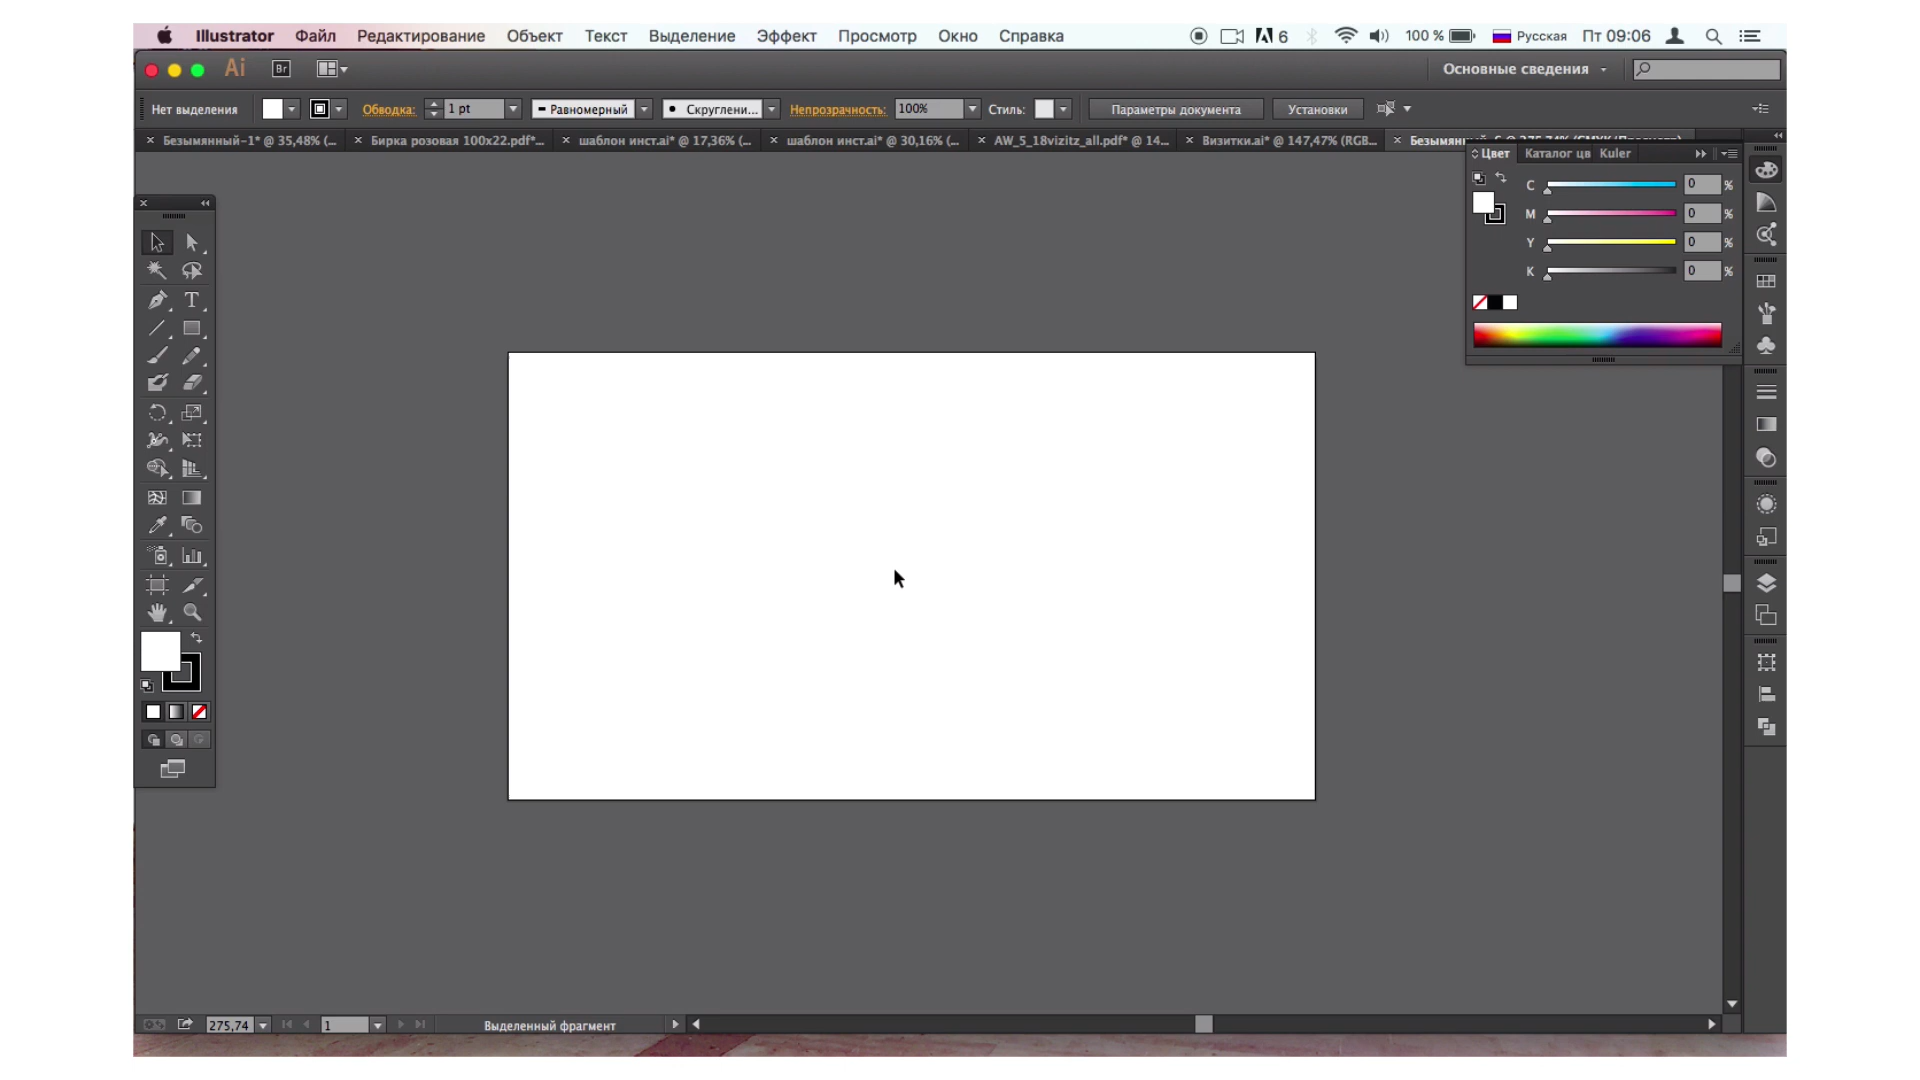 Illustrator Файл Редактирование Объект Текст Выделение Эффект Просмотр Окно Справка 6 100 % Русская Пт 09:06
Ai Br Основные сведения
Нет выделения Обводка: 1 pt Равномерный Скруглени... Непрозрачность: 100% Стиль: Параметры документа Установки
Безымянный-1* @ 35,48% (... Бирка розовая 100x22.pdf*... шаблон инст.ai* @ 17,36% (... шаблон инст.ai* @ 30,16% (... AW_5_18vizitz_all.pdf* @ 14... Визитки.ai* @ 147,47% (RGB... Безымян
Цвет Каталог цв Kuler
C 0 %
M 0 %
Y 0 %
K 0 %
275,74 1 Выделенный фрагмент